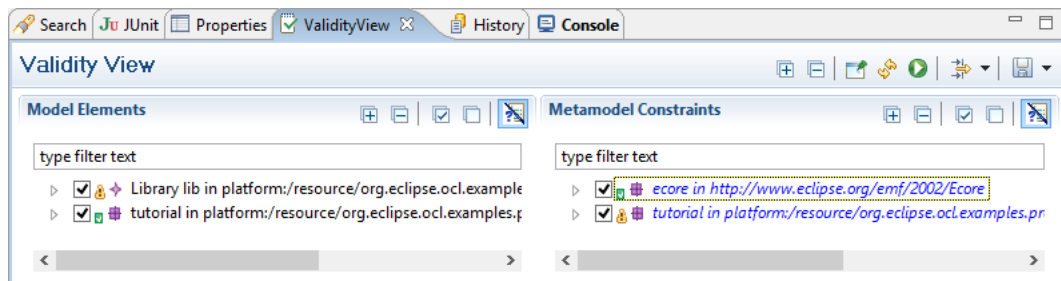 Search JUnit Properties ValidityView History Console
Validity View
Model Elements
type filter text
Library lib in platform:/resource/org.eclipse.ocl.example
tutorial in platform:/resource/org.eclipse.ocl.examples.p
Metamodel Constraints
type filter text
ecore in http://www.eclipse.org/emf/2002/Ecore
tutorial in platform:/resource/org.eclipse.ocl.examples.pr